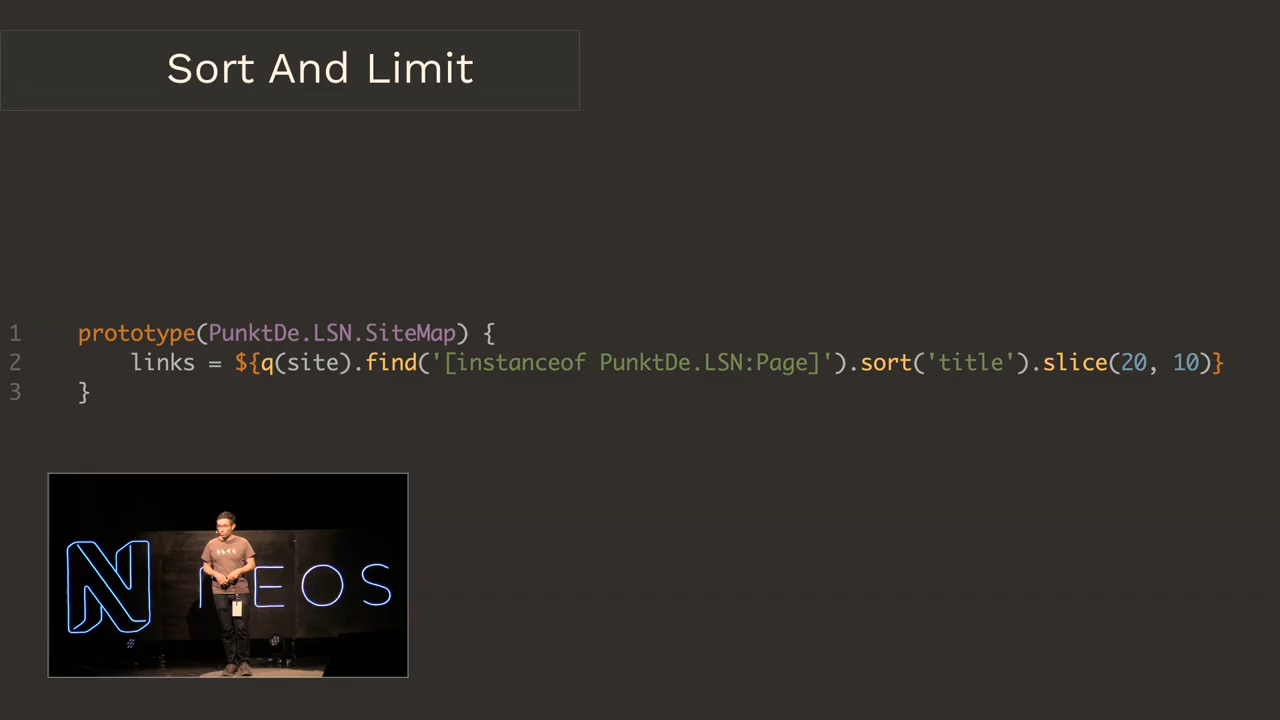 Sort And Limit
1 prototype(PunktDe.LSN.SiteMap) {
2 links = ${q(site).find('[instanceof PunktDe.LSN:Page]').sort('title').slice(20, 10)}
3 }
N NEOS